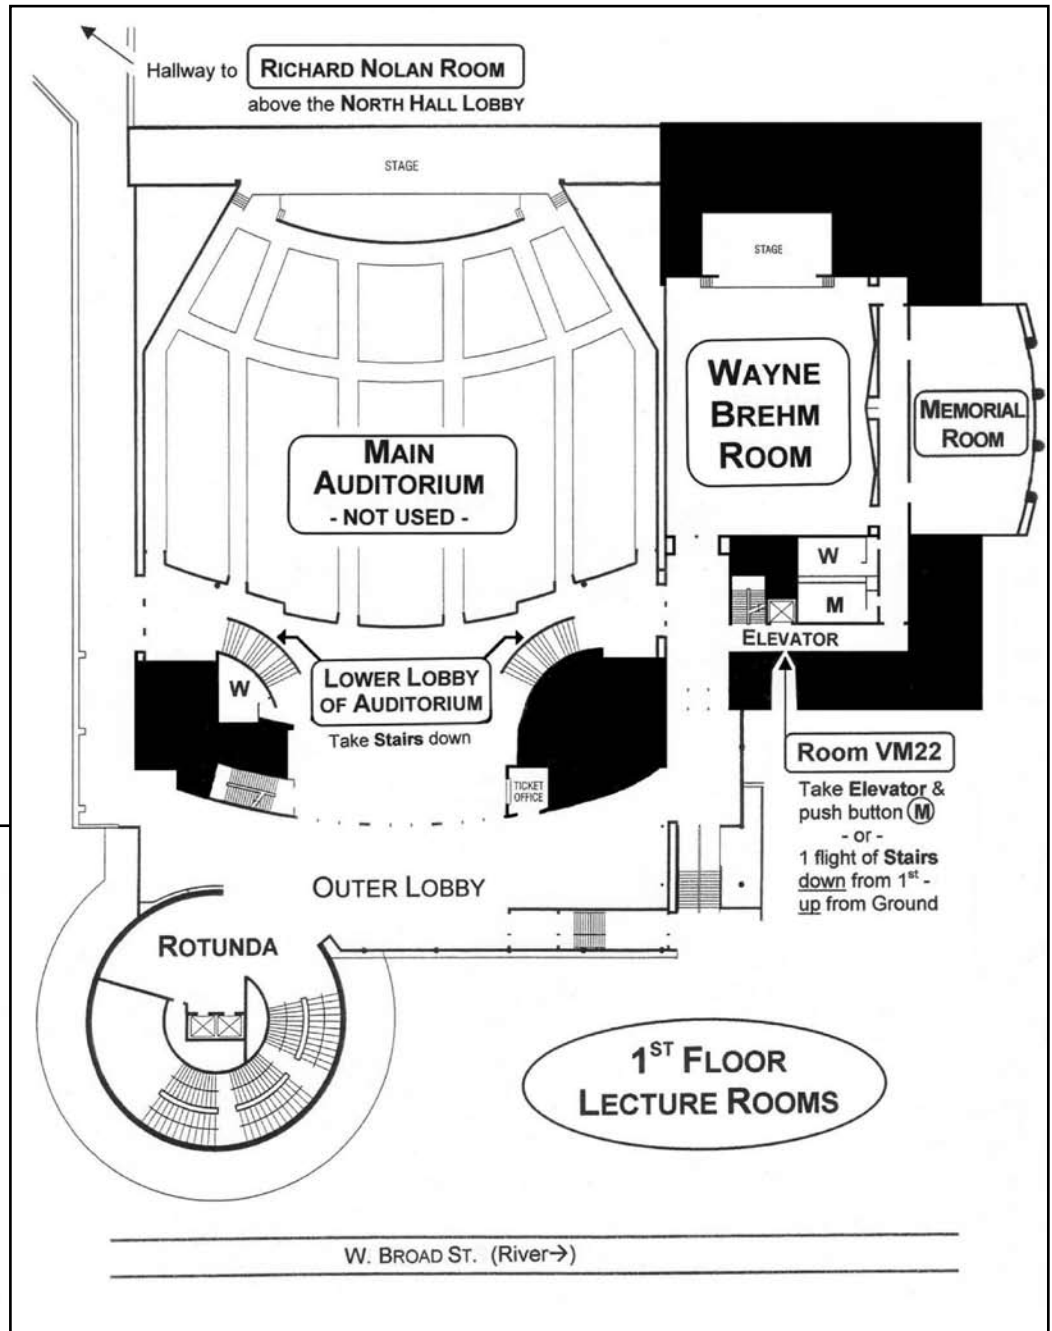 Hallway to RICHARD NOLAN ROOM
above the NORTH HALL LOBBY
STAGE
STAGE
WAYNE
BREHM
ROOM
MEMORIAL
ROOM
MAIN
AUDITORIUM
- NOT USED -
W
M
ELEVATOR
LOWER LOBBY
OF AUDITORIUM
Take Stairs down
W
TICKET
OFFICE
Room VM22
Take Elevator &
push button M
- or -
1 flight of Stairs
down from 1st -
up from Ground
OUTER LOBBY
ROTUNDA
1ST FLOOR
LECTURE ROOMS
W. BROAD ST. (River→)